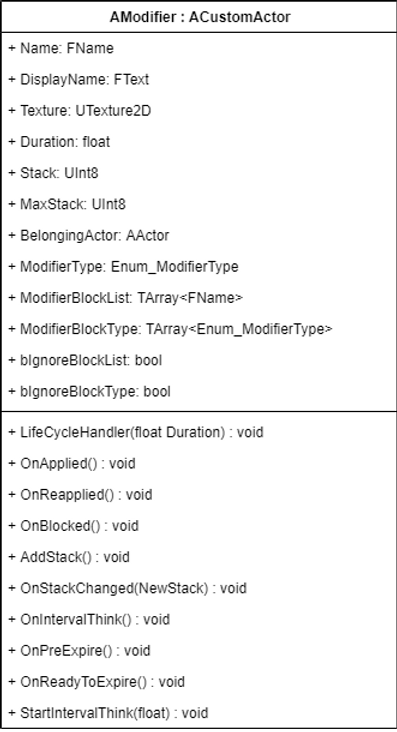 AModifier : ACustomActor
+ Name: FName
+ DisplayName: FText
+ Texture: UTexture2D
+ Duration: float
+ Stack: UInt8
+ MaxStack: UInt8
+ BelongingActor: AActor
+ ModifierType: Enum_ModifierType
+ ModifierBlockList: TArray<FName>
+ ModifierBlockType: TArray<Enum_ModifierType>
+ bIgnoreBlockList: bool
+ bIgnoreBlockType: bool
+ LifeCycleHandler(float Duration) : void
+ OnApplied() : void
+ OnReapplied() : void
+ OnBlocked() : void
+ AddStack() : void
+ OnStackChanged(NewStack) : void
+ OnIntervalThink() : void
+ OnPreExpire() : void
+ OnReadyToExpire() : void
+ StartIntervalThink(float) : void